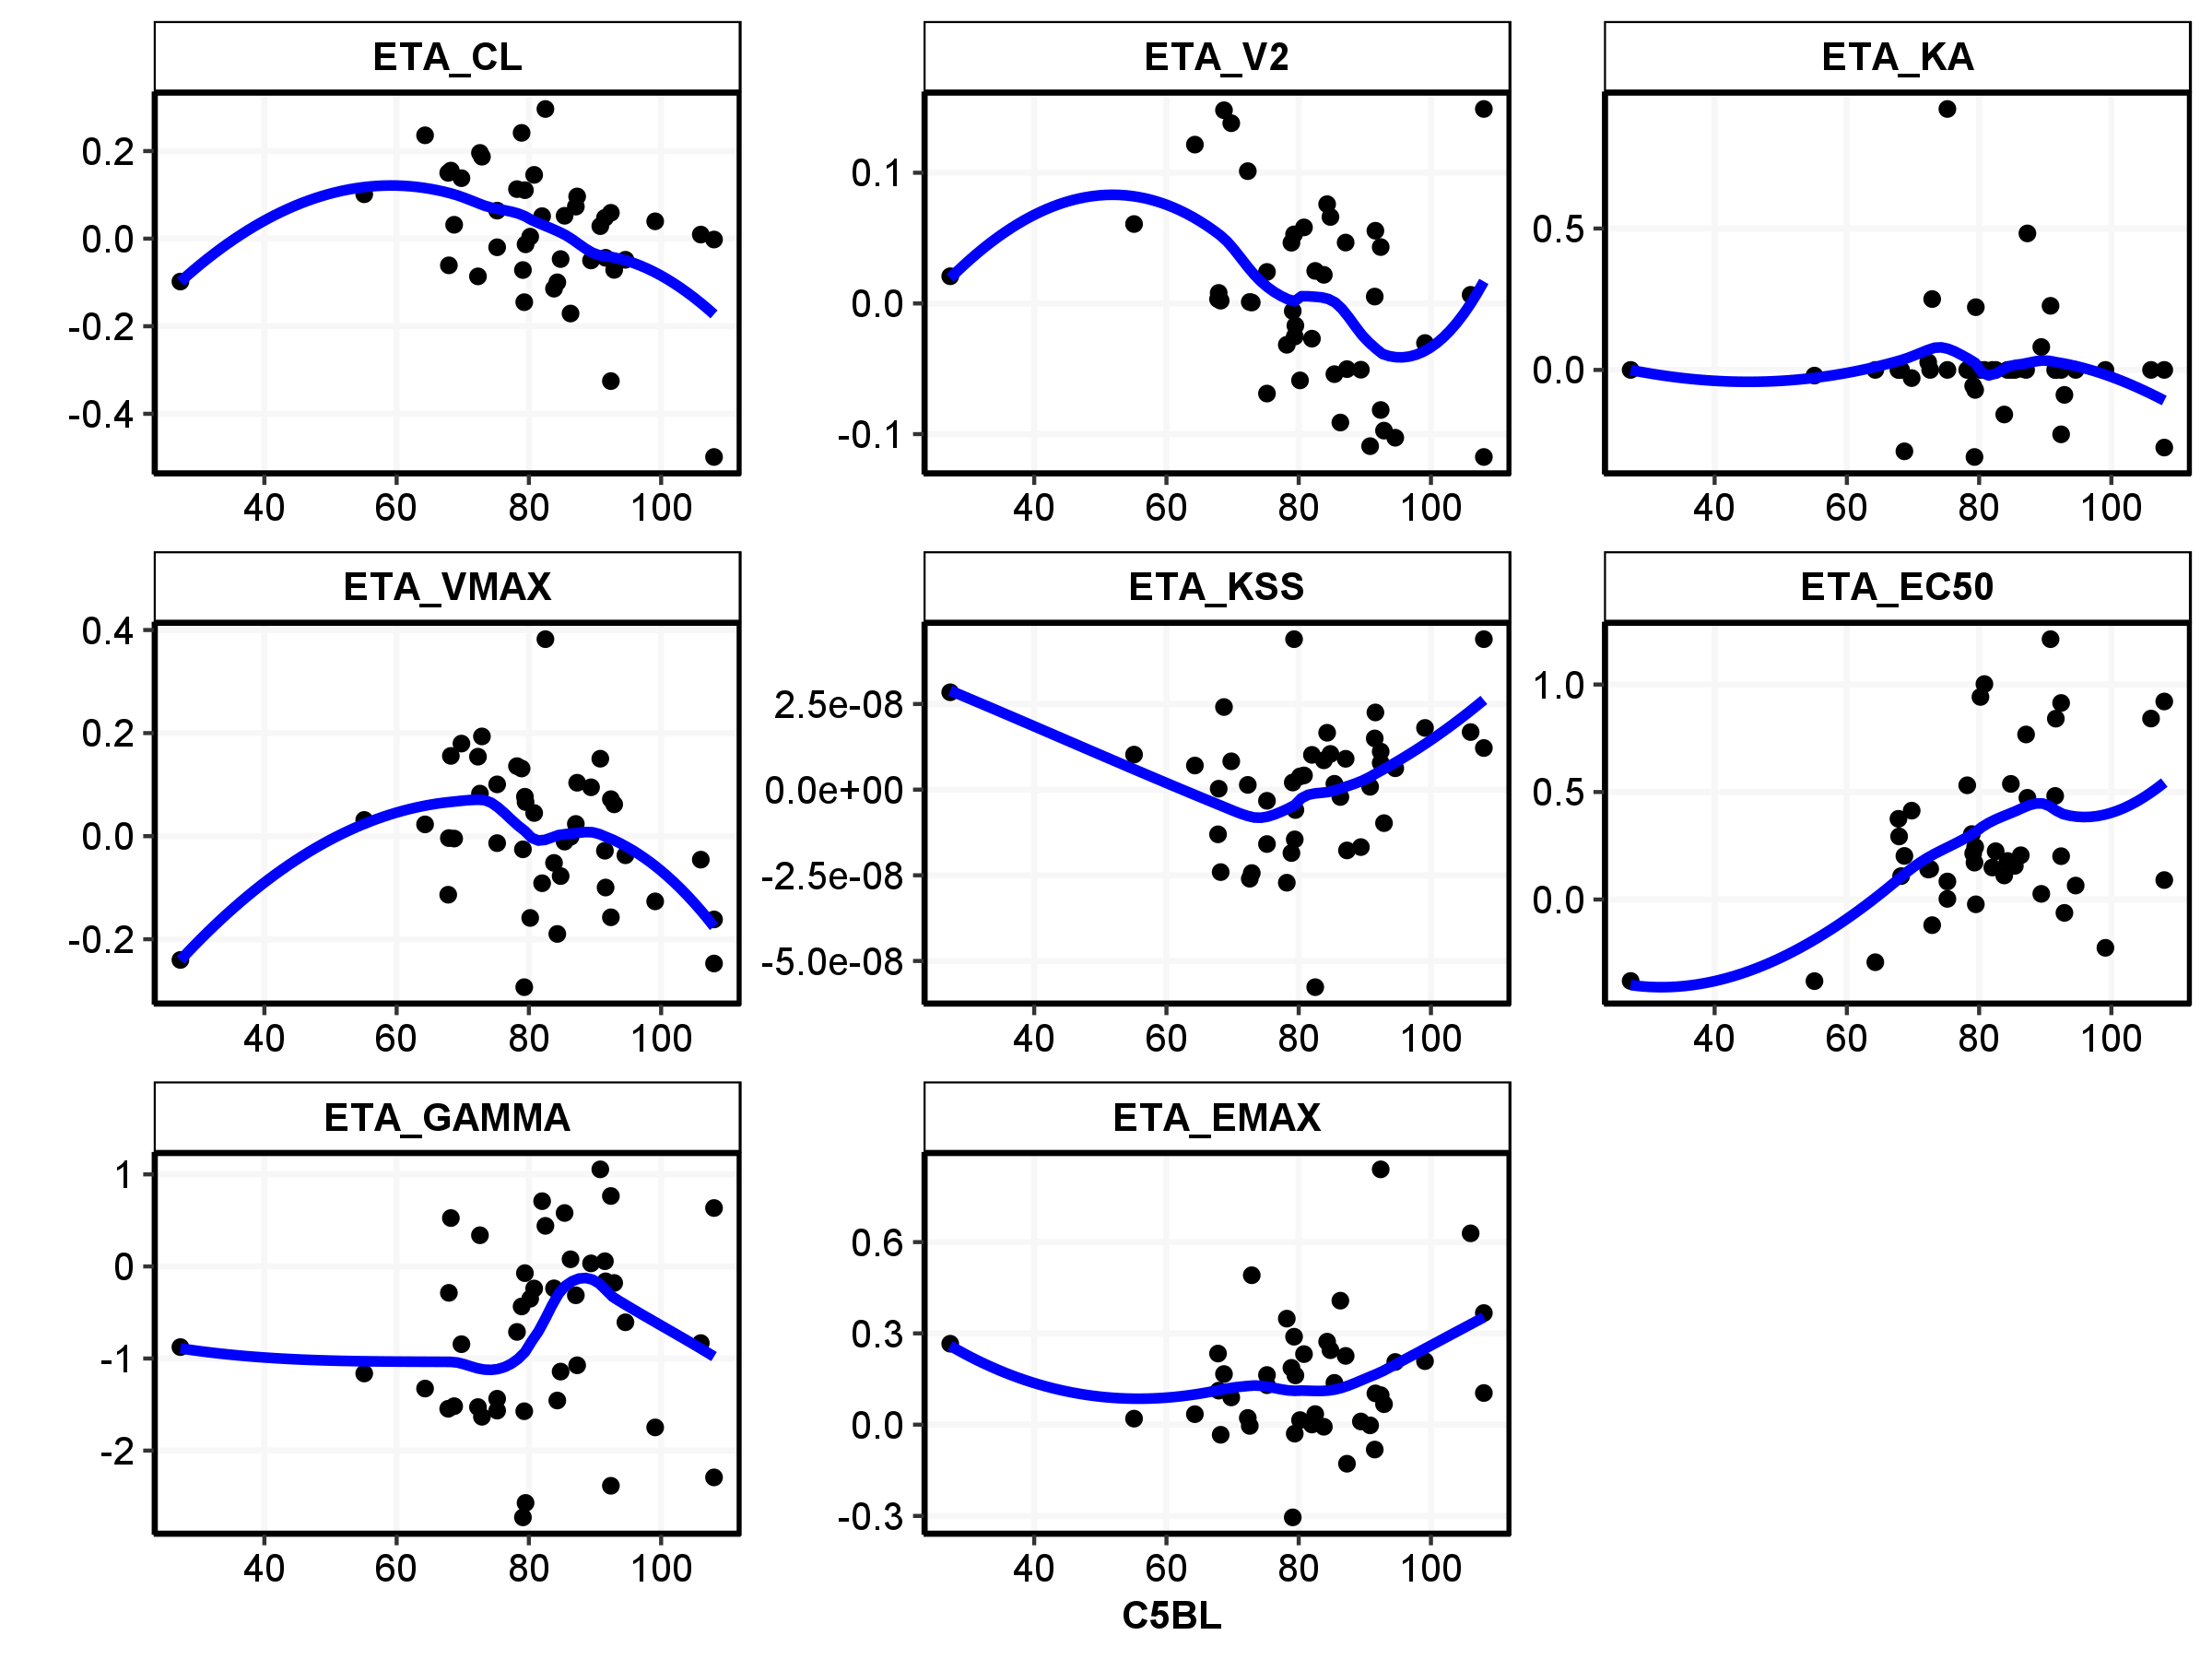 ETA_CL ETA_V2 ETA_KA
0.2 0.1 0.5
0.0 0.0 0.0
-0.2 -0.1
-0.4
40 60 80 100 40 60 80 100 40 60 80 100
ETA_VMAX ETA_KSS ETA_EC50
0.4 2.5e-08 1.0
0.2 0.0e+00 0.5
0.0 -2.5e-08 0.0
-0.2 -5.0e-08
40 60 80 100 40 60 80 100 40 60 80 100
ETA_GAMMA ETA_EMAX
1 0.6
0 0.3
-1 0.0
-2 -0.3
40 60 80 100 40 60 80 100
C5BL